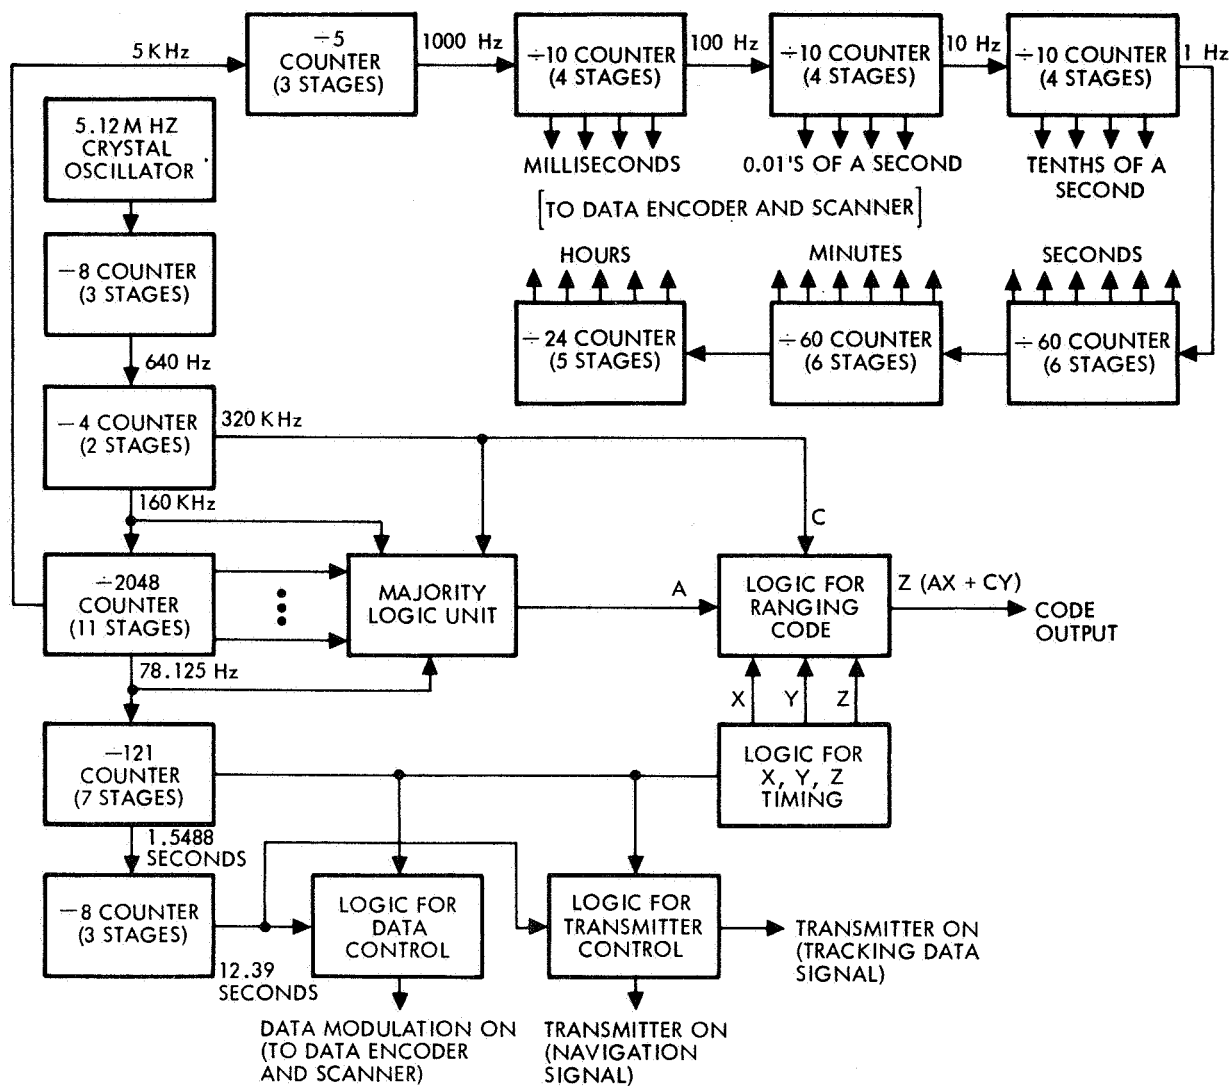 5 KHz
÷5
COUNTER
(3 STAGES)
1000 Hz
÷10 COUNTER
(4 STAGES)
100 Hz
÷10 COUNTER
(4 STAGES)
10 Hz
÷10 COUNTER
(4 STAGES)
1 Hz
MILLISECONDS
0.01'S OF A SECOND
TENTHS OF A
SECOND
[TO DATA ENCODER AND SCANNER]
5.12 M HZ
CRYSTAL
OSCILLATOR
—8 COUNTER
(3 STAGES)
HOURS
MINUTES
SECONDS
÷24 COUNTER
(5 STAGES)
÷60 COUNTER
(6 STAGES)
÷60 COUNTER
(6 STAGES)
640 Hz
—4 COUNTER
(2 STAGES)
320 KHz
160 KHz
C
—2048
COUNTER
(11 STAGES)
MAJORITY
LOGIC UNIT
A
LOGIC FOR
RANGING
CODE
Z (AX + CY)
CODE
OUTPUT
78.125 Hz
X
Y
Z
—121
COUNTER
(7 STAGES)
LOGIC FOR
X, Y, Z
TIMING
1.5488
SECONDS
—8 COUNTER
(3 STAGES)
12.39
SECONDS
LOGIC FOR
DATA
CONTROL
LOGIC FOR
TRANSMITTER
CONTROL
TRANSMITTER ON
(TRACKING DATA
SIGNAL)
DATA MODULATION ON
(TO DATA ENCODER
AND SCANNER)
TRANSMITTER ON
(NAVIGATION
SIGNAL)